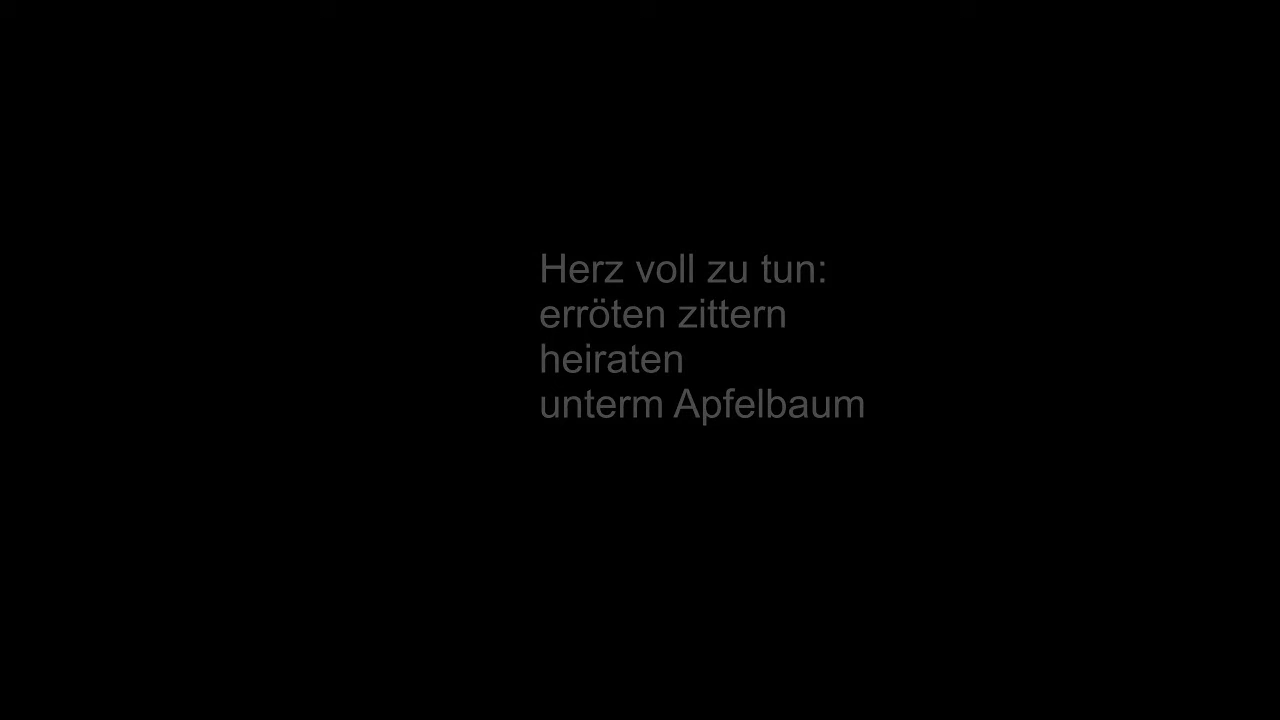 Herz voll zu tun:
erröten zittern
heiraten
unterm Apfelbaum